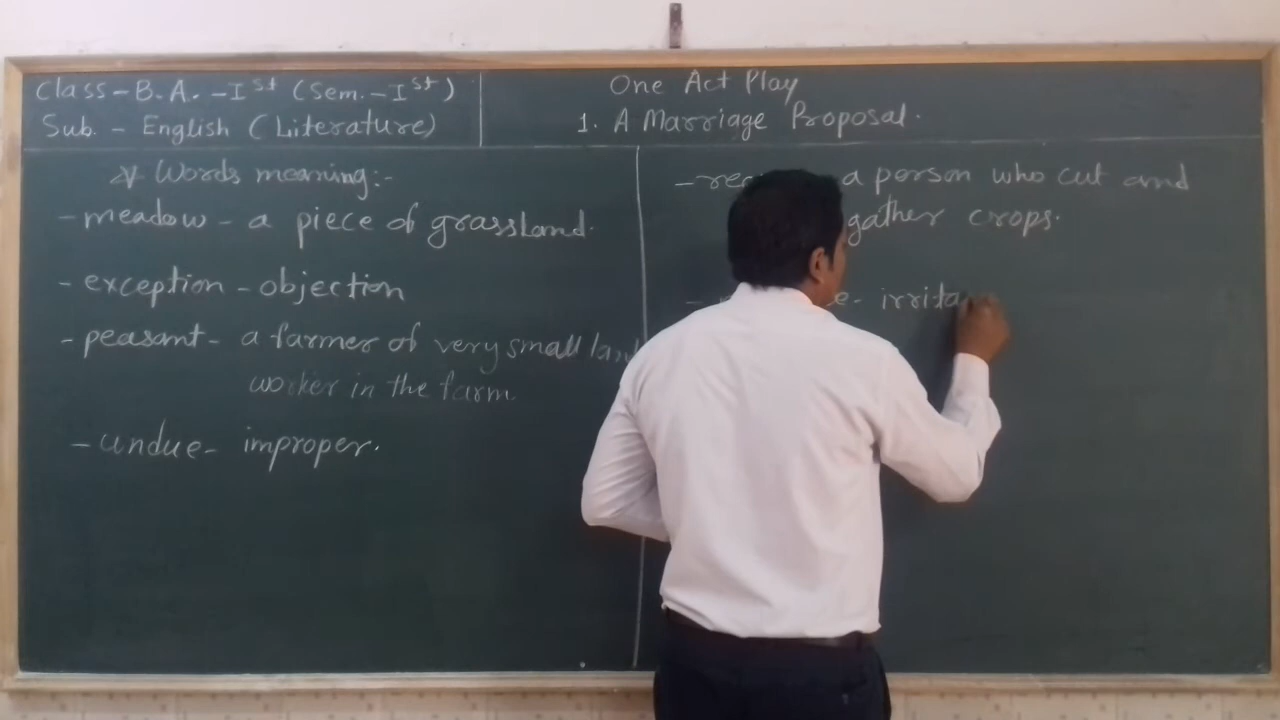 Class - B.A. - Ist (Sem. - Ist)
Sub. - English (Literature)
One Act Play
1. A Marriage Proposal.
Words meaning:-
- meadow - a piece of grassland.
- exception - objection
- peasant - a farmer of very small land
worker in the farm.
- undue - improper.
a person who cut and
gather crops.
- irrita